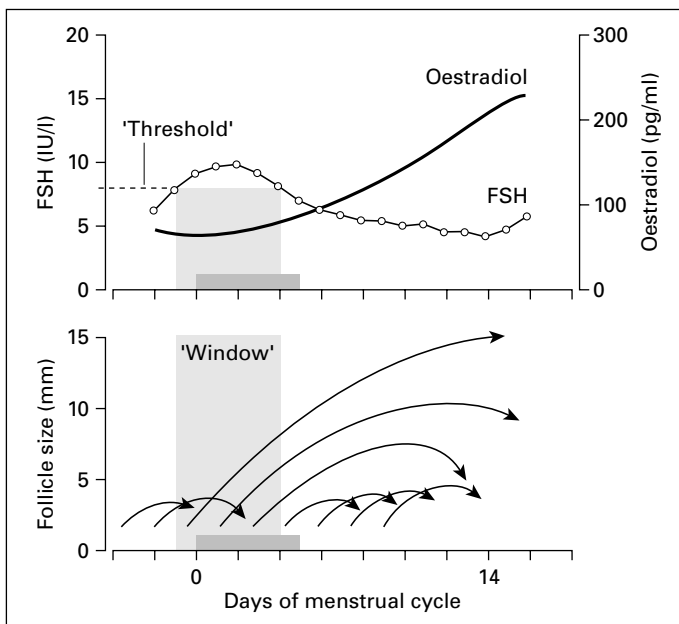 20
15
10
5
0
FSH (IU/l)
'Threshold'
Oestradiol
FSH
300
200
100
0
Oestradiol (pg/ml)
15
10
5
0
Follicle size (mm)
'Window'
0
14
Days of menstrual cycle